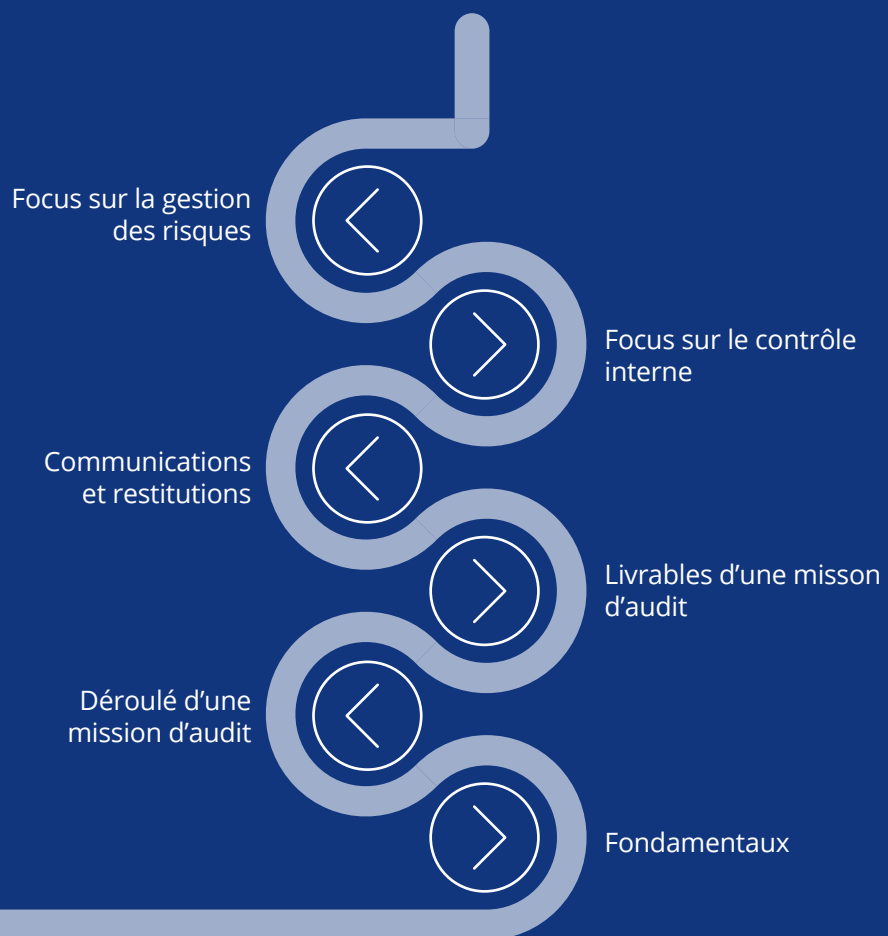 Focus sur la gestion
des risques
Focus sur le contrôle
interne
Communications
et restitutions
Livrables d’une misson
d’audit
Déroulé d’une
mission d’audit
Fondamentaux